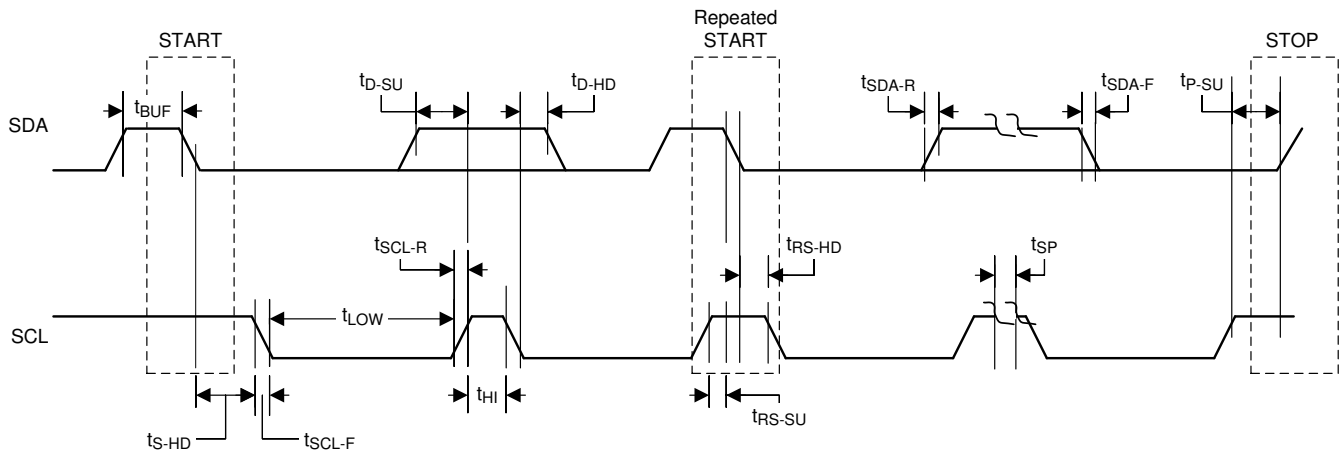 Repeated
START
START
STOP
tBUF
tD-SU
tD-HD
tSDA-R
tSDA-F
tP-SU
SDA
tSCL-R
tRS-HD
tSP
tLOW
SCL
tHI
tRS-SU
tS-HD
tSCL-F